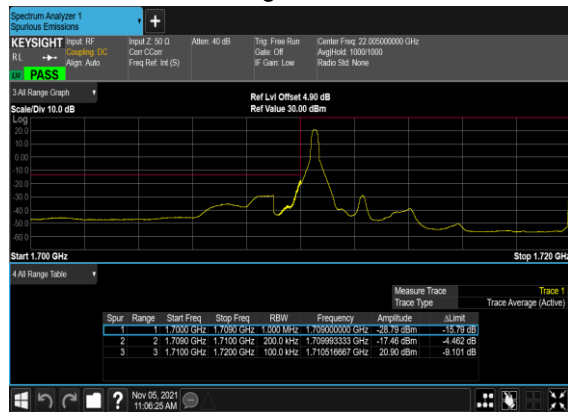 Spectrum Analyzer 1
Spurious Emissions
+
KEYSIGHT Input: RF Input Z: 50 Ω Atten: 40 dB Trig: Free Run Center Freq: 22.005000000 GHz
RL Coupling: DC Corr CCorr Gate: Off Avg|Hold: 1000/1000
Align: Auto Freq Ref: Int (S) IF Gain: Low Radio Std: None
PASS
3 All Range Graph
Ref Lvl Offset 4.90 dB
Scale/Div 10.0 dB Ref Value 30.00 dBm
Log
20.0
10.0
0.00
-10.0
-20.0
-30.0
-40.0
-50.0
-60.0
Start 1.700 GHz Stop 1.720 GHz
4 All Range Table
Measure Trace Trace 1
Trace Type Trace Average (Active)
Spur Range Start Freq Stop Freq RBW Frequency Amplitude ΔLimit
1 1 1.7000 GHz 1.7090 GHz 1.000 MHz 1.709000000 GHz -28.79 dBm -15.79 dB
2 2 1.7090 GHz 1.7100 GHz 200.0 kHz 1.709993333 GHz -17.46 dBm -4.462 dB
3 3 1.7100 GHz 1.7200 GHz 100.0 kHz 1.710516667 GHz 20.90 dBm -9.101 dB
? Nov 05, 2021
11:06:25 AM